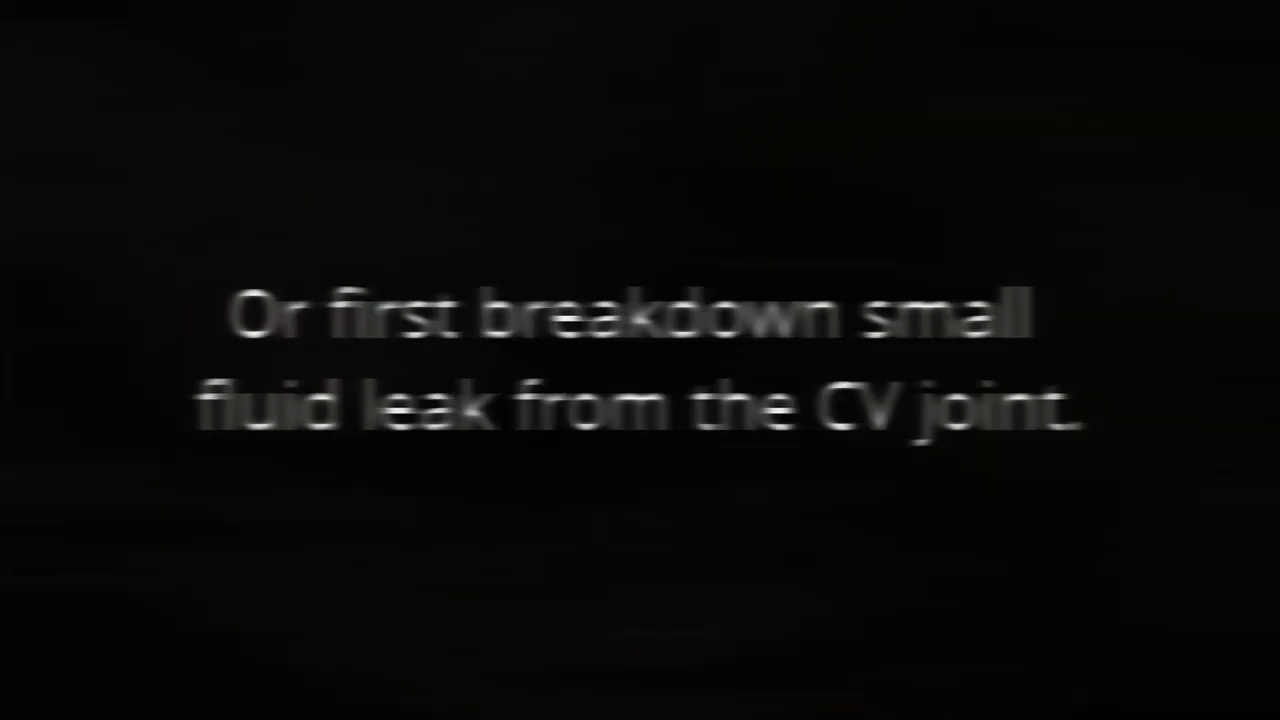 Or first breakdown small
fluid leak from the CV joint.